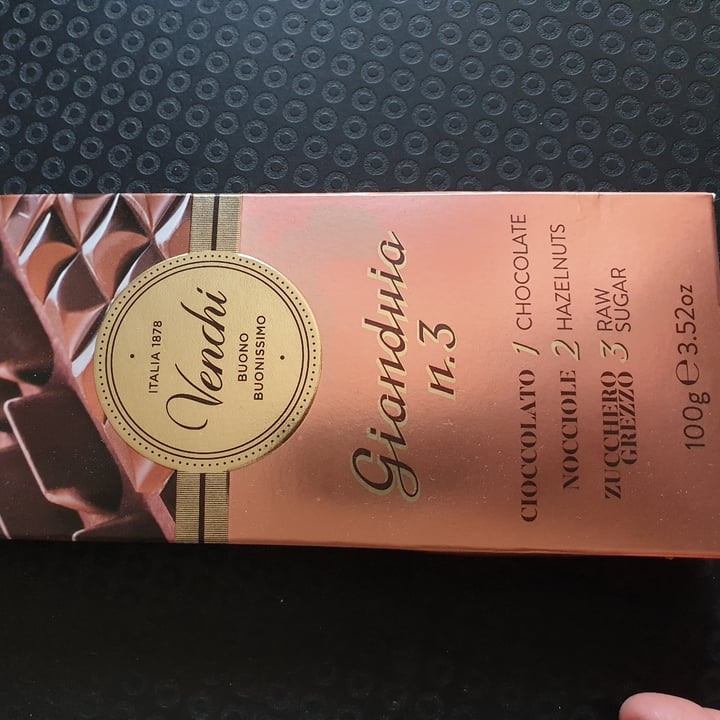 ITALIA 1878
Venchi
BUONO
BUONISSIMO
Gianduia
n.3
CIOCCOLATO 1 CHOCOLATE
NOCCIOLE 2 HAZELNUTS
ZUCCHERO GREZZO 3 RAW SUGAR
100g ℮ 3.52oz